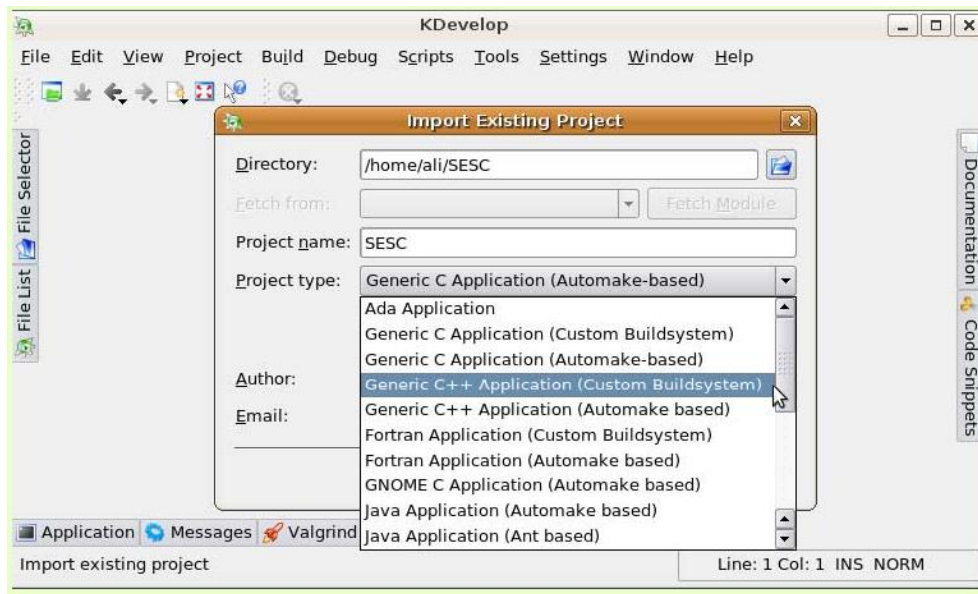 KDevelop
File Edit View Project Build Debug Scripts Tools Settings Window Help
Import Existing Project
Directory: /home/ali/SESC
Fetch from: Fetch Module
Project name: SESC
Project type: Generic C Application (Automake-based)
Ada Application
Generic C Application (Custom Buildsystem)
Generic C Application (Automake-based)
Generic C++ Application (Custom Buildsystem)
Generic C++ Application (Automake based)
Fortran Application (Custom Buildsystem)
Fortran Application (Automake based)
GNOME C Application (Automake based)
Java Application (Automake based)
Java Application (Ant based)
Author:
Email:
File Selector
File List
Documentation
Code Snippets
Application Messages Valgrind
Import existing project Line: 1 Col: 1 INS NORM